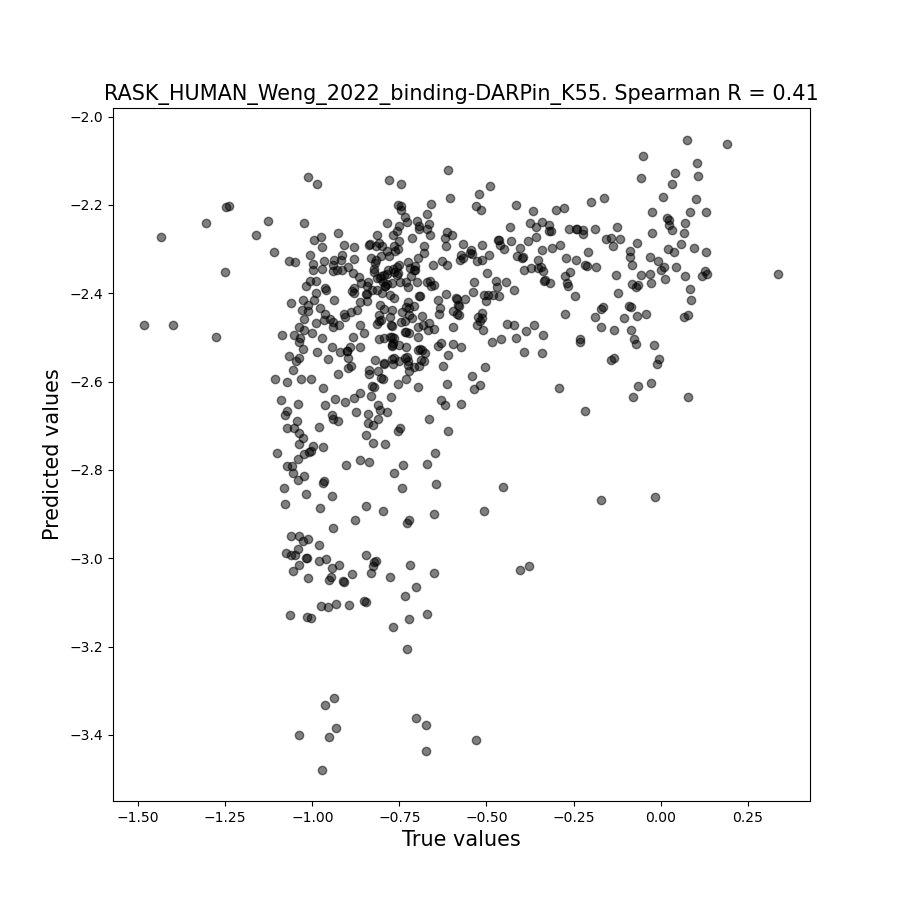 RASK_HUMAN_Weng_2022_binding-DARPin_K55. Spearman R = 0.41
−2.0
−2.2
−2.4
−2.6
−2.8
−3.0
−3.2
−3.4
Predicted values
−1.50 −1.25 −1.00 −0.75 −0.50 −0.25 0.00 0.25
True values